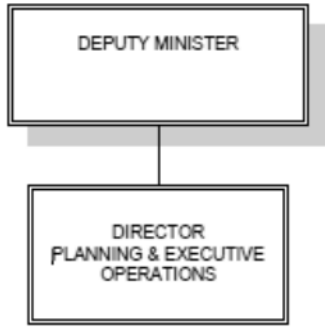 DEPUTY MINISTER
DIRECTOR
PLANNING & EXECUTIVE
OPERATIONS